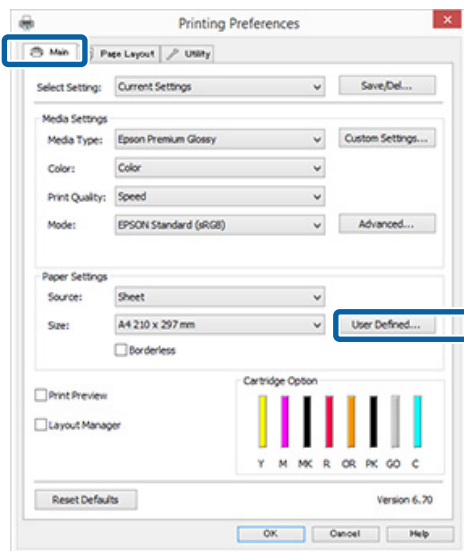 Printing Preferences
Main Page Layout Utility
Select Setting: Current Settings Save/Del...
Media Settings
Media Type: Epson Premium Glossy Custom Settings...
Color: Color
Print Quality: Speed
Mode: EPSON Standard (sRGB) Advanced...
Paper Settings
Source: Sheet
Size: A4 210 x 297 mm User Defined...
Borderless
Cartridge Option
Print Preview
Layout Manager
Y M MK R OR PK GO C
Reset Defaults Version 6.70
OK Cancel Help